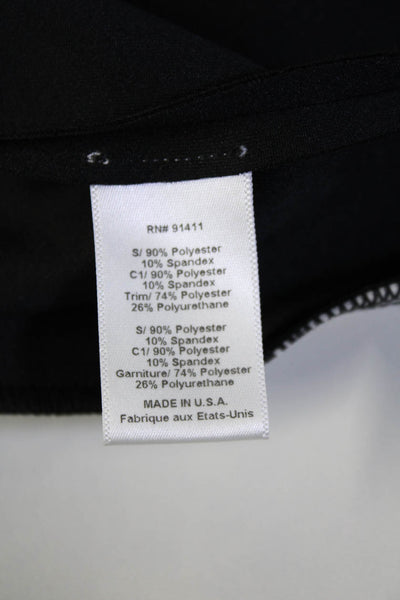 RN# 91411
S/ 90% Polyester
10% Spandex
C1/ 90% Polyester
10% Spandex
Trim/ 74% Polyester
26% Polyurethane
S/ 90% Polyester
10% Spandex
C1/ 90% Polyester
10% Spandex
Garniture/ 74% Polyester
26% Polyurethane
MADE IN U.S.A.
Fabrique aux Etats-Unis